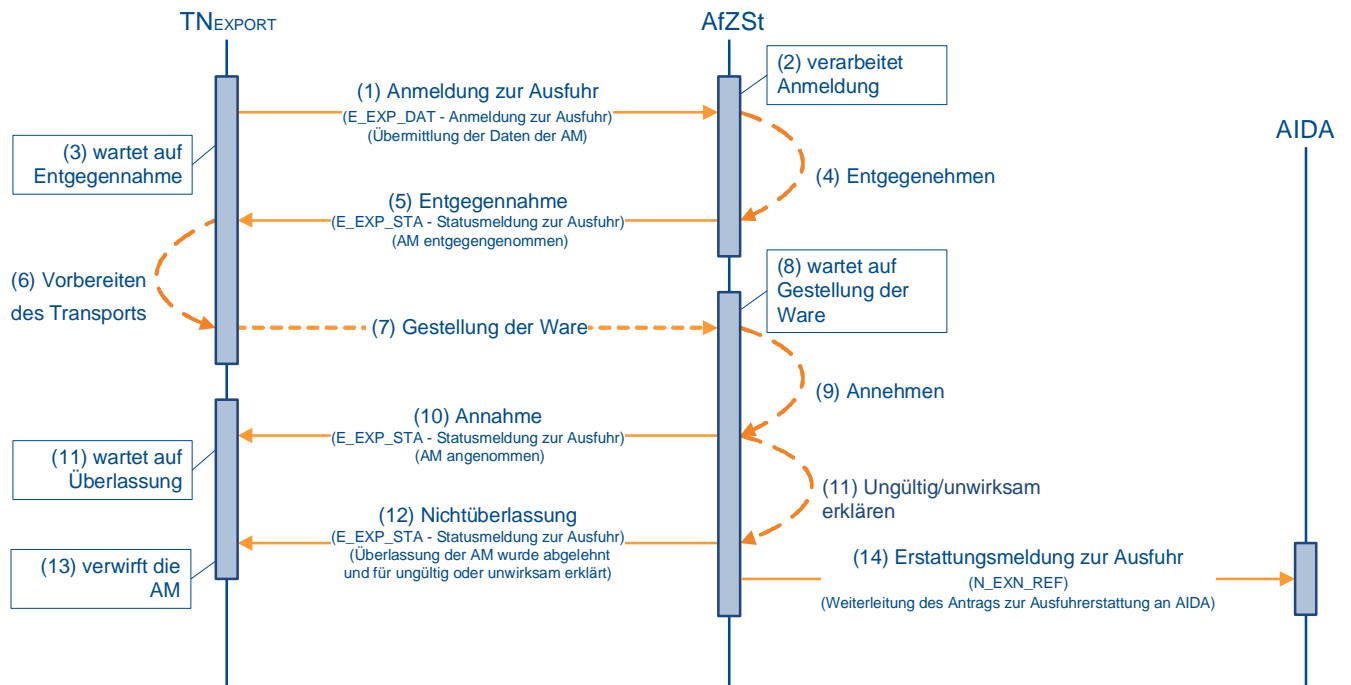 TNEXPORT
AfZSt
AIDA
(1) Anmeldung zur Ausfuhr
(E_EXP_DAT - Anmeldung zur Ausfuhr)
(Übermittlung der Daten der AM)
(2) verarbeitet
Anmeldung
(3) wartet auf
Entgegennahme
(4) Entgegenehmen
(5) Entgegennahme
(E_EXP_STA - Statusmeldung zur Ausfuhr)
(AM entgegengenommen)
(6) Vorbereiten
des Transports
(7) Gestellung der Ware
(8) wartet auf
Gestellung der
Ware
(9) Annehmen
(10) Annahme
(E_EXP_STA - Statusmeldung zur Ausfuhr)
(AM angenommen)
(11) wartet auf
Überlassung
(11) Ungültig/unwirksam
erklären
(12) Nichtüberlassung
(E_EXP_STA - Statusmeldung zur Ausfuhr)
(Überlassung der AM wurde abgelehnt
und für ungültig oder unwirksam erklärt)
(13) verwirft die
AM
(14) Erstattungsmeldung zur Ausfuhr
(N_EXN_REF)
(Weiterleitung des Antrags zur Ausfuhrerstattung an AIDA)